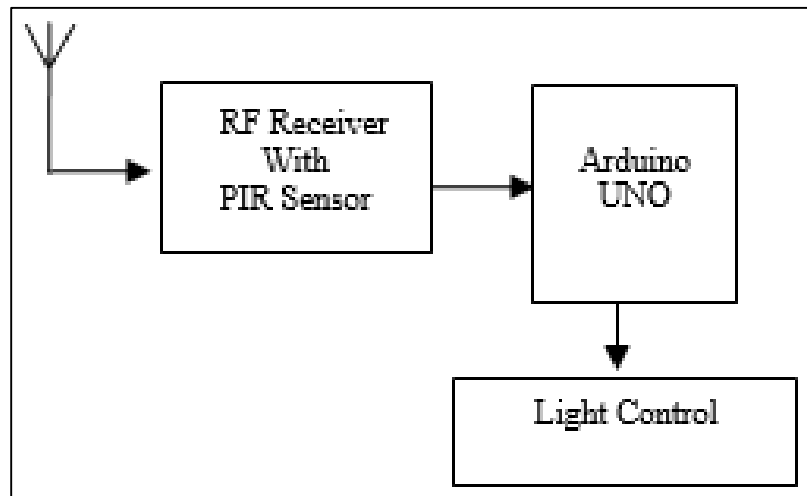 RF Receiver
With
PIR Sensor
Arduino
UNO
Light Control